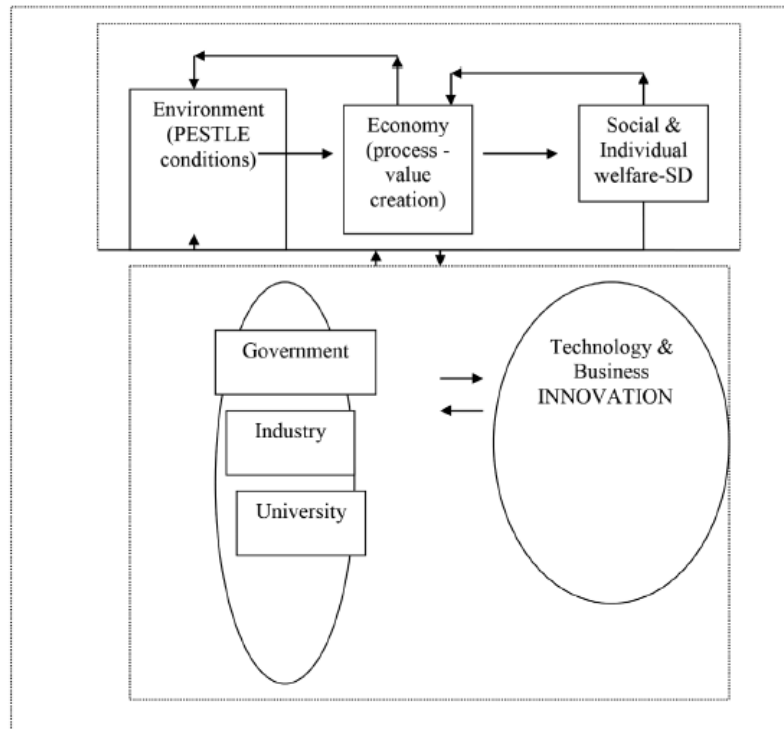 Environment
(PESTLE
conditions)
Economy
(process -
value
creation)
Social &
Individual
welfare-SD
Government
Industry
University
Technology &
Business
INNOVATION